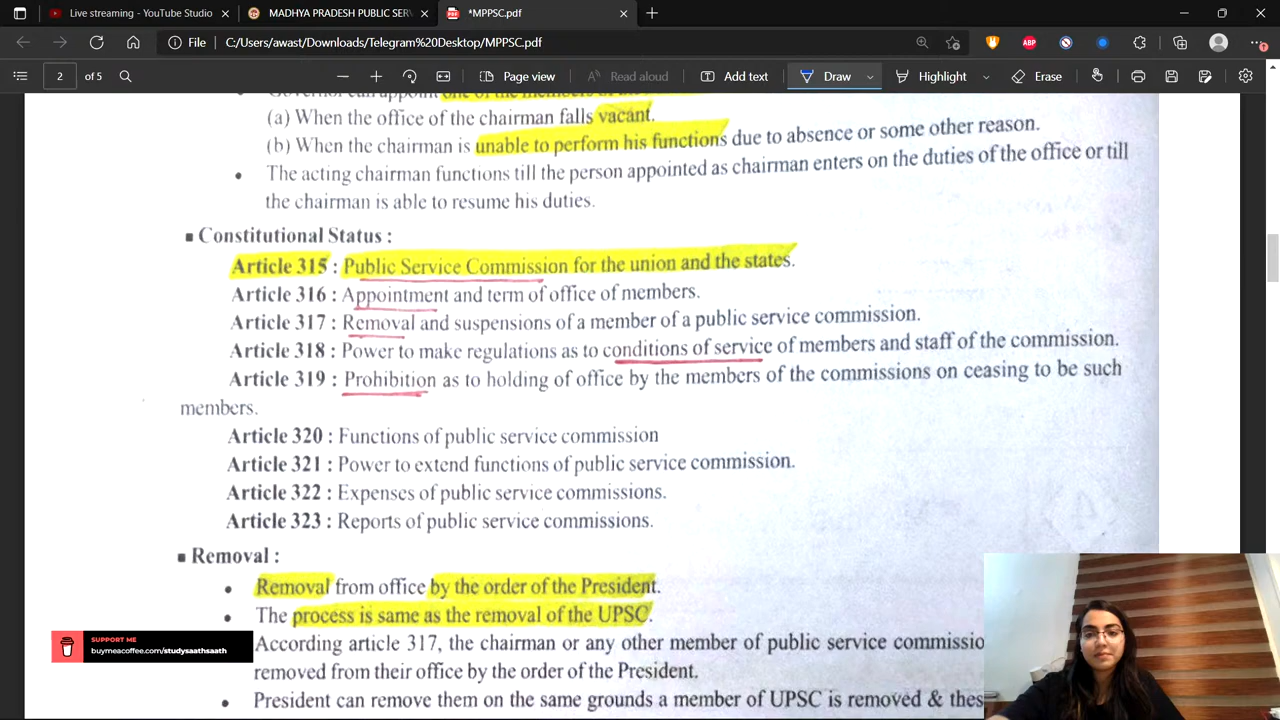 Live streaming - YouTube Studio
MADHYA PRADESH PUBLIC SER
*MPPSC.pdf
File C:/Users/awast/Downloads/Telegram%20Desktop/MPPSC.pdf
ABP
2 of 5
Page view
Read aloud
Add text
Draw
Highlight
Erase
Governor can appoint one of the members
(a) When the office of the chairman falls vacant.
(b) When the chairman is unable to perform his functions due to absence or some other reason.
• The acting chairman functions till the person appointed as chairman enters on the duties of the office or till
the chairman is able to resume his duties.
■ Constitutional Status :
Article 315 : Public Service Commission for the union and the states.
Article 316 : Appointment and term of office of members.
Article 317 : Removal and suspensions of a member of a public service commission.
Article 318 : Power to make regulations as to conditions of service of members and staff of the commission.
Article 319 : Prohibition as to holding of office by the members of the commissions on ceasing to be such
members.
Article 320 : Functions of public service commission
Article 321 : Power to extend functions of public service commission.
Article 322 : Expenses of public service commissions.
Article 323 : Reports of public service commissions.
■ Removal :
• Removal from office by the order of the President.
• The process is same as the removal of the UPSC.
According article 317, the chairman or any other member of public service commissio
removed from their office by the order of the President.
• President can remove them on the same grounds a member of UPSC is removed & thes
SUPPORT ME
buymeacoffee.com/studysaathsaath